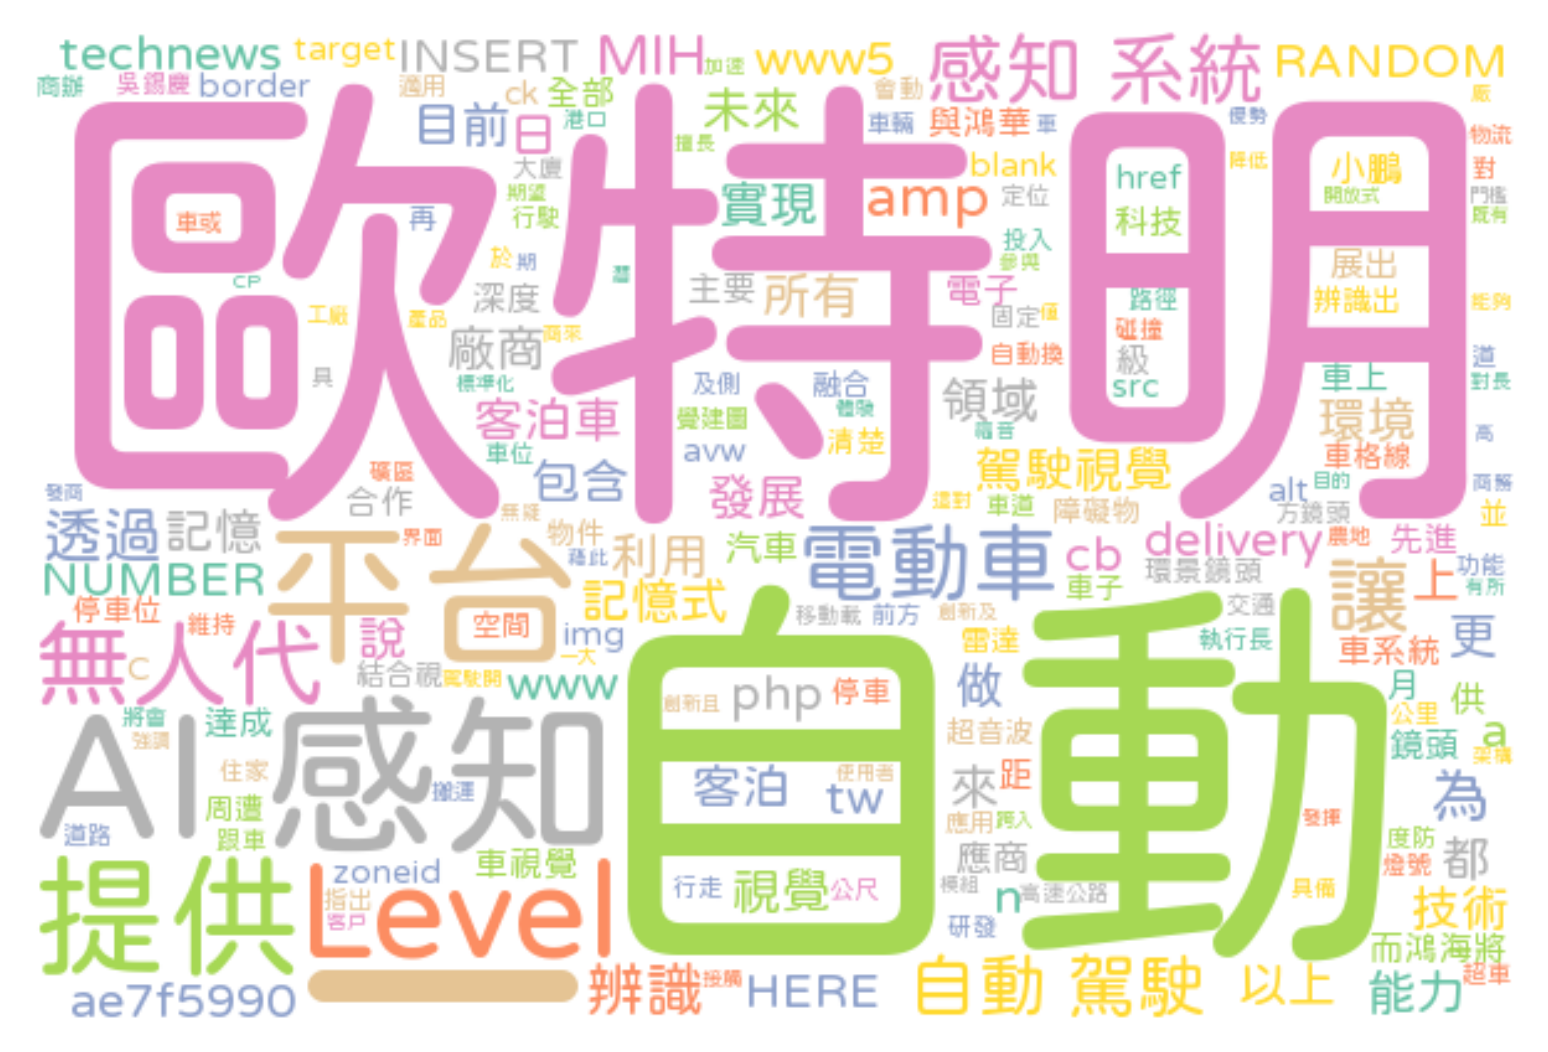 technews target INSERT MIH 加速 www5 感知 系統 RANDOM
商辦 吳錫慶 border 適用 ck 全部 未來 會動 廠
目前 日 港口 車輛 與鴻華 車 優勢 物流
歐特明
大廈 擅長 blank 降低 小鵬 對
車或 再 期望 行駛 實現 amp 定位 href 科技 開放式 門檻 既有
CP 於 期 投入 參與 展出
深度 主要 所有 電子 固定 路徑 辨識出 能夠
工廠 產品 廠商 商來 自動換 碰撞 級 道
具 標準化 及側 融合 領域 src 車上 對長
客泊車 覺建圖 體驗 清楚 環境 高
車位 avw 駕駛視覺 車格線
礦區 包含 發展 alt 目的 商務
發商 合作 這對 車道 障礙物 方鏡頭 並
透過 記憶 界面 無疑 物件 利用 汽車 電動車 cb delivery 農地 先進
NUMBER 平台 藉此 車子 環景鏡頭 讓 上 功能 有所
停車位 維持 空間 記憶式 移動載 前方 創新及 交通
無人代 說 img 自動 雷達 執行長 車系統 更
C 結合視 駕駛開 一大 www 做 月 供
將會 達成 創新且 php 停車 超音波 公里 a
AI 感知 強調 鏡頭 架構
住家 周遭 搬運 客泊 使用者 tw 來 距 為
道路 跟車 應用 跨入 發揮 度防
提供 Level zoneid 車視覺 應商 燈號 都
指出 客戶 行走 視覺 公尺 模組 n 高速公路 具備 技術
研發 而鴻海將
ae7f5990 辨識 接觸 HERE 自動 駕駛 以上 能力 超車